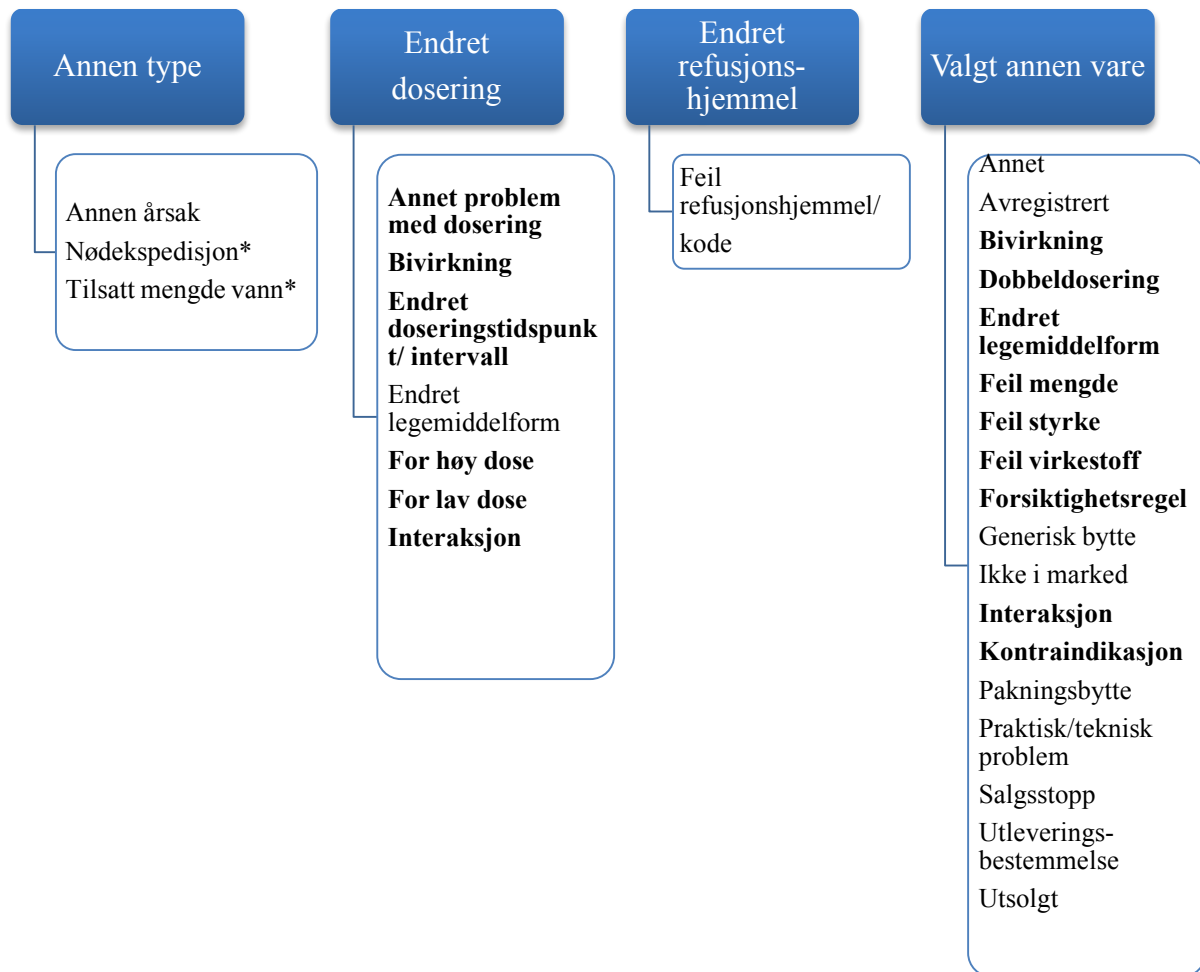 Annen type
Annen årsak
Nødekspedisjon*
Tilsatt mengde vann*
Endret
dosering
Annet problem
med dosering
Bivirkning
Endret
doseringstidspunk
t/ intervall
Endret
legemiddelform
For høy dose
For lav dose
Interaksjon
Endret
refusjons-
hjemmel
Feil
refusjonshjemmel/
kode
Valgt annen vare
Annet
Avregistrert
Bivirkning
Dobbeldosering
Endret
legemiddelform
Feil mengde
Feil styrke
Feil virkestoff
Forsiktighetsregel
Generisk bytte
Ikke i marked
Interaksjon
Kontraindikasjon
Pakningsbytte
Praktisk/teknisk
problem
Salgsstopp
Utleverings-
bestemmelse
Utsolgt